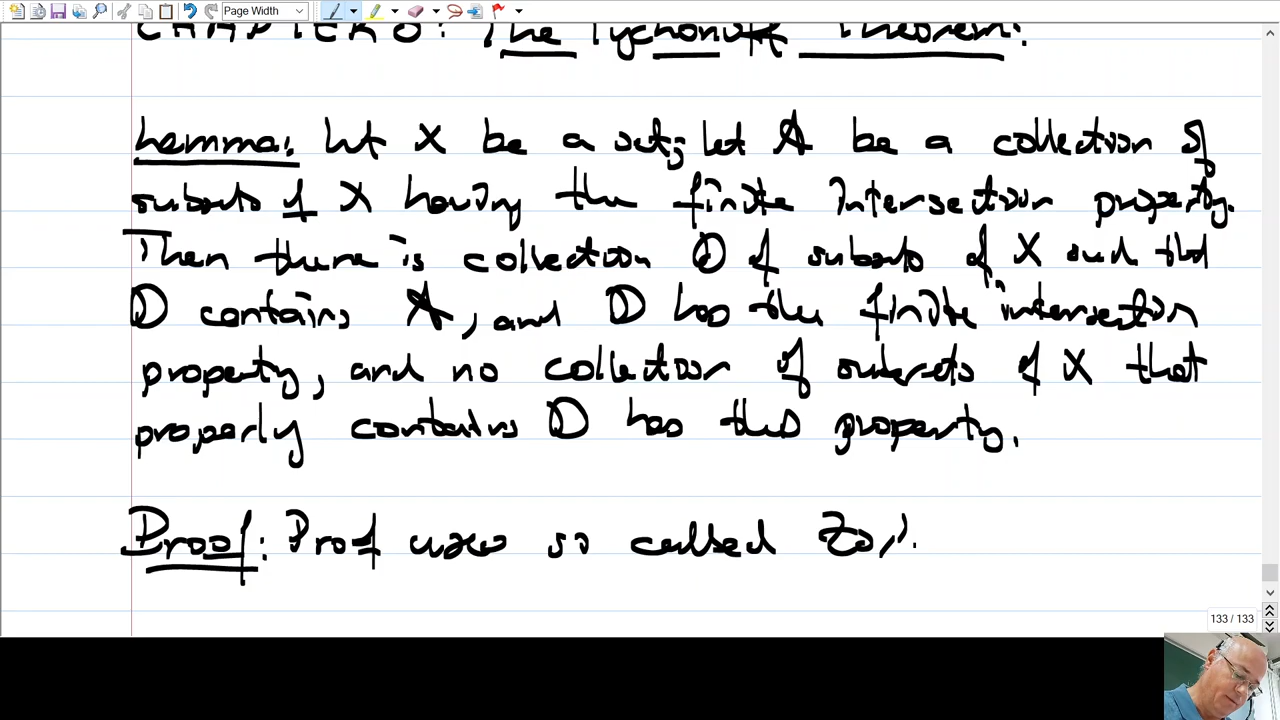 Page Width
CHAPTER 5: The Tychonoff Theorem.
Lemma: Let X be a set; let A be a collection of
subsets of X having the finite intersection property.
Then there is collection D of subsets of X such that
D contains A, and D has the finite intersection
property, and no collection of subsets of X that
properly contains D has this property.
Proof: Proof uses so called Zor
133 / 133